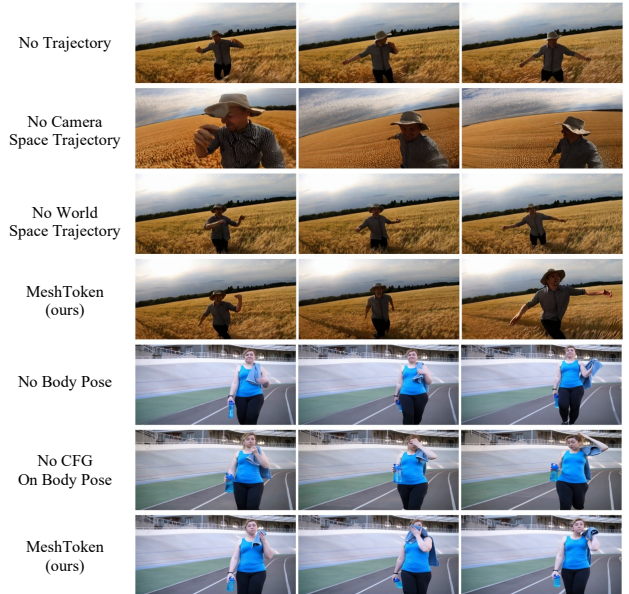 No Trajectory
No Camera
Space Trajectory
No World
Space Trajectory
MeshToken
(ours)
No Body Pose
No CFG
On Body Pose
MeshToken
(ours)